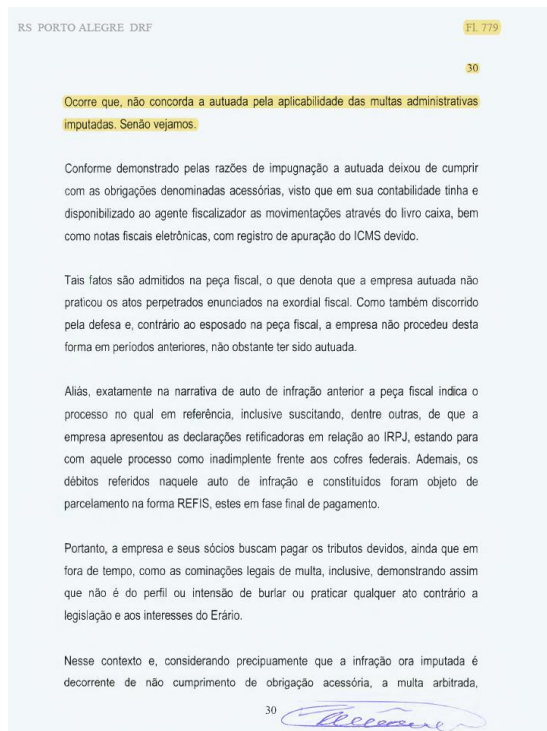 RS PORTO ALEGRE DRF
Fl. 779
30
Ocorre que, não concorda a autuada pela aplicabilidade das multas administrativas
imputadas. Senão vejamos.
Conforme demonstrado pelas razões de impugnação a autuada deixou de cumprir
com as obrigações denominadas acessórias, visto que em sua contabilidade tinha e
disponibilizado ao agente fiscalizador as movimentações através do livro caixa, bem
como notas fiscais eletrônicas, com registro de apuração do ICMS devido.
Tais fatos são admitidos na peça fiscal, o que denota que a empresa autuada não
praticou os atos perpetrados enunciados na exordial fiscal. Como também discorrido
pela defesa e, contrário ao esposado na peça fiscal, a empresa não procedeu desta
forma em períodos anteriores, não obstante ter sido autuada.
Aliás, exatamente na narrativa de auto de infração anterior a peça fiscal indica o
processo no qual em referência, inclusive suscitando, dentre outras, de que a
empresa apresentou as declarações retificadoras em relação ao IRPJ, estando para
com aquele processo como inadimplente frente aos cofres federais. Ademais, os
débitos referidos naquele auto de infração e constituídos foram objeto de
parcelamento na forma REFIS, estes em fase final de pagamento.
Portanto, a empresa e seus sócios buscam pagar os tributos devidos, ainda que em
fora de tempo, como as cominações legais de multa, inclusive, demonstrando assim
que não é do perfil ou intensão de burlar ou praticar qualquer ato contrário a
legislação e aos interesses do Erário.
Nesse contexto e, considerando precipuamente que a infração ora imputada é
decorrente de não cumprimento de obrigação acessória, a multa arbitrada,
30